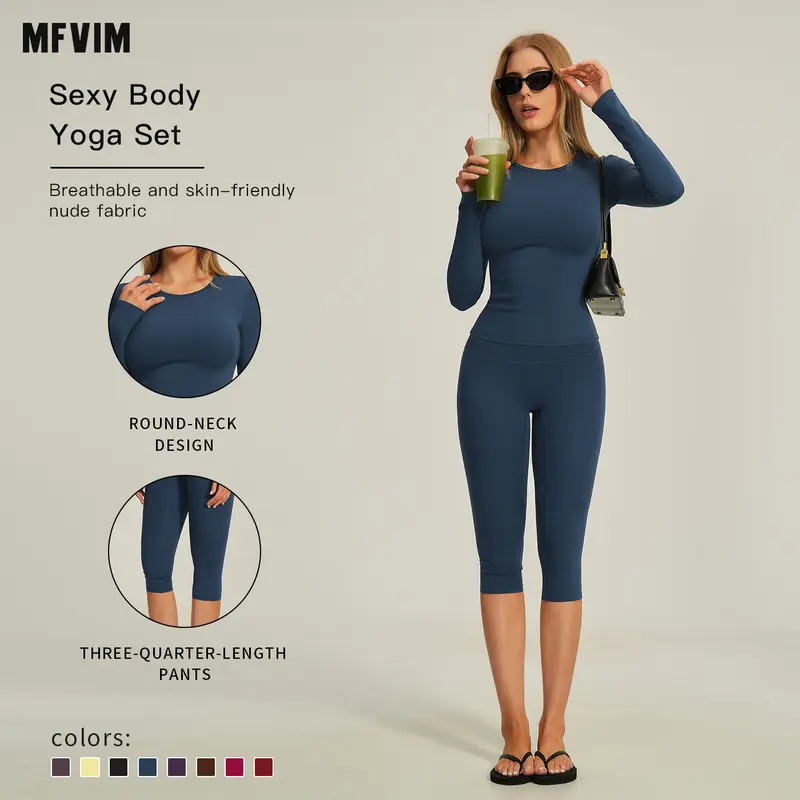 MFVIM
Sexy Body
Yoga Set
Breathable and skin-friendly
nude fabric
ROUND-NECK
DESIGN
THREE-QUARTER-LENGTH
PANTS
colors: